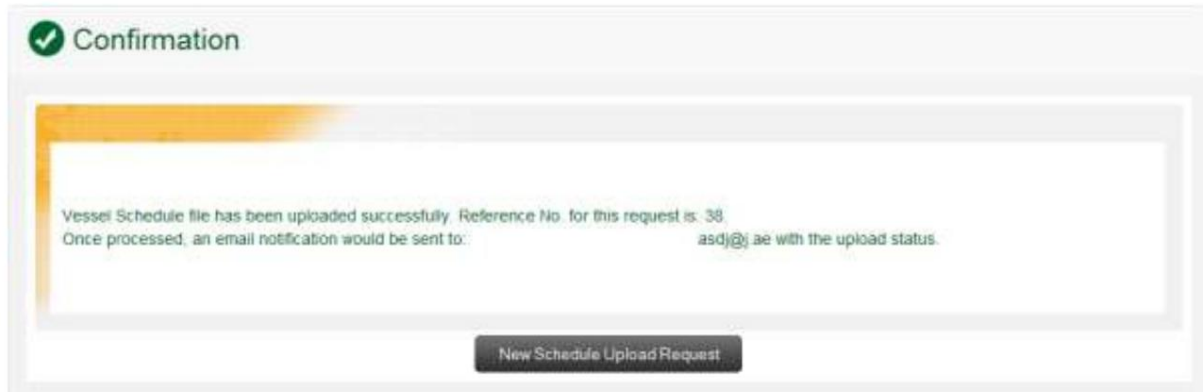 Confirmation
Vessel Schedule file has been uploaded successfully. Reference No. for this request is: 38.
Once processed, an email notification would be sent to: asdj@j.ae with the upload status.
New Schedule Upload Request